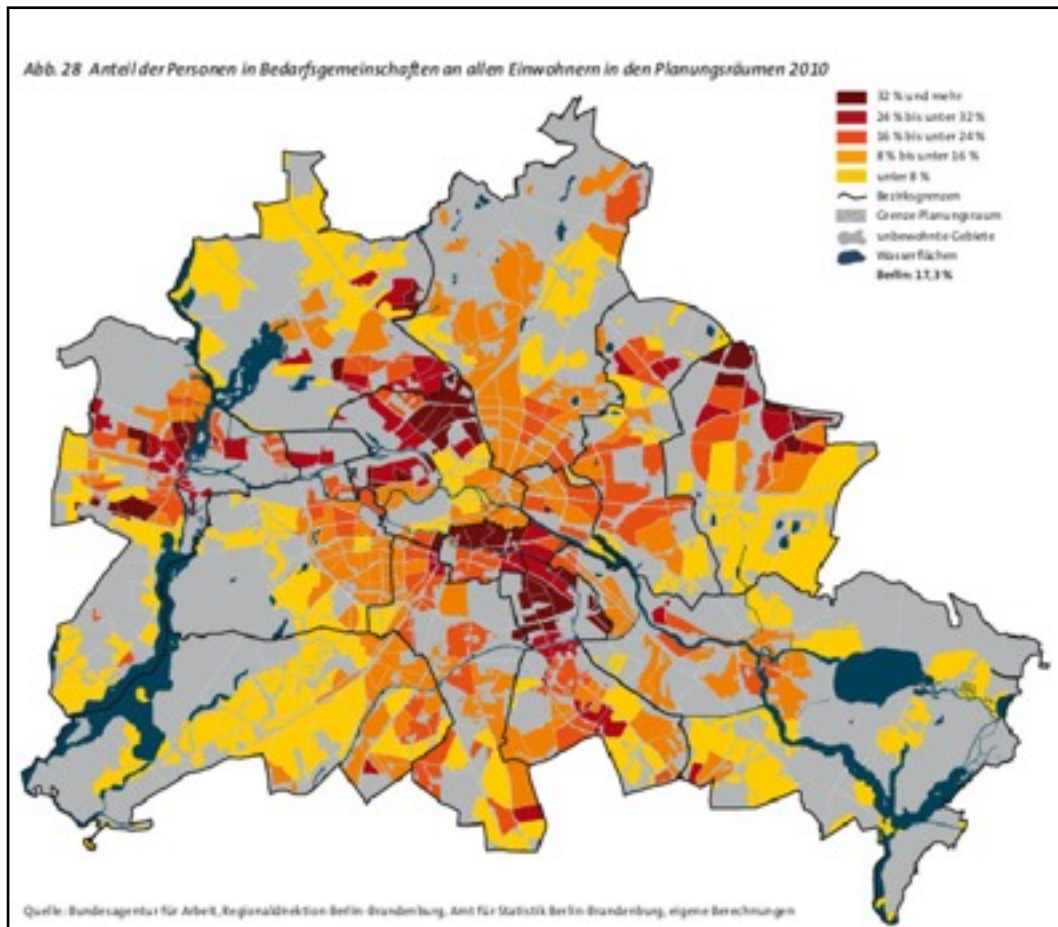 Abb. 28 Anteil der Personen in Bedarfsgemeinschaften an allen Einwohnern in den Planungsräumen 2010
32 % und mehr
24 % bis unter 32 %
16 % bis unter 24 %
8 % bis unter 16 %
unter 8 %
Bezirksgrenzen
Grenze Planungsraum
unbewohnte Gebiete
Wasserflächen
Berlin: 17,3 %
Quelle: Bundesagentur für Arbeit, Regionaldirektion Berlin-Brandenburg, Amt für Statistik Berlin-Brandenburg, eigene Berechnungen